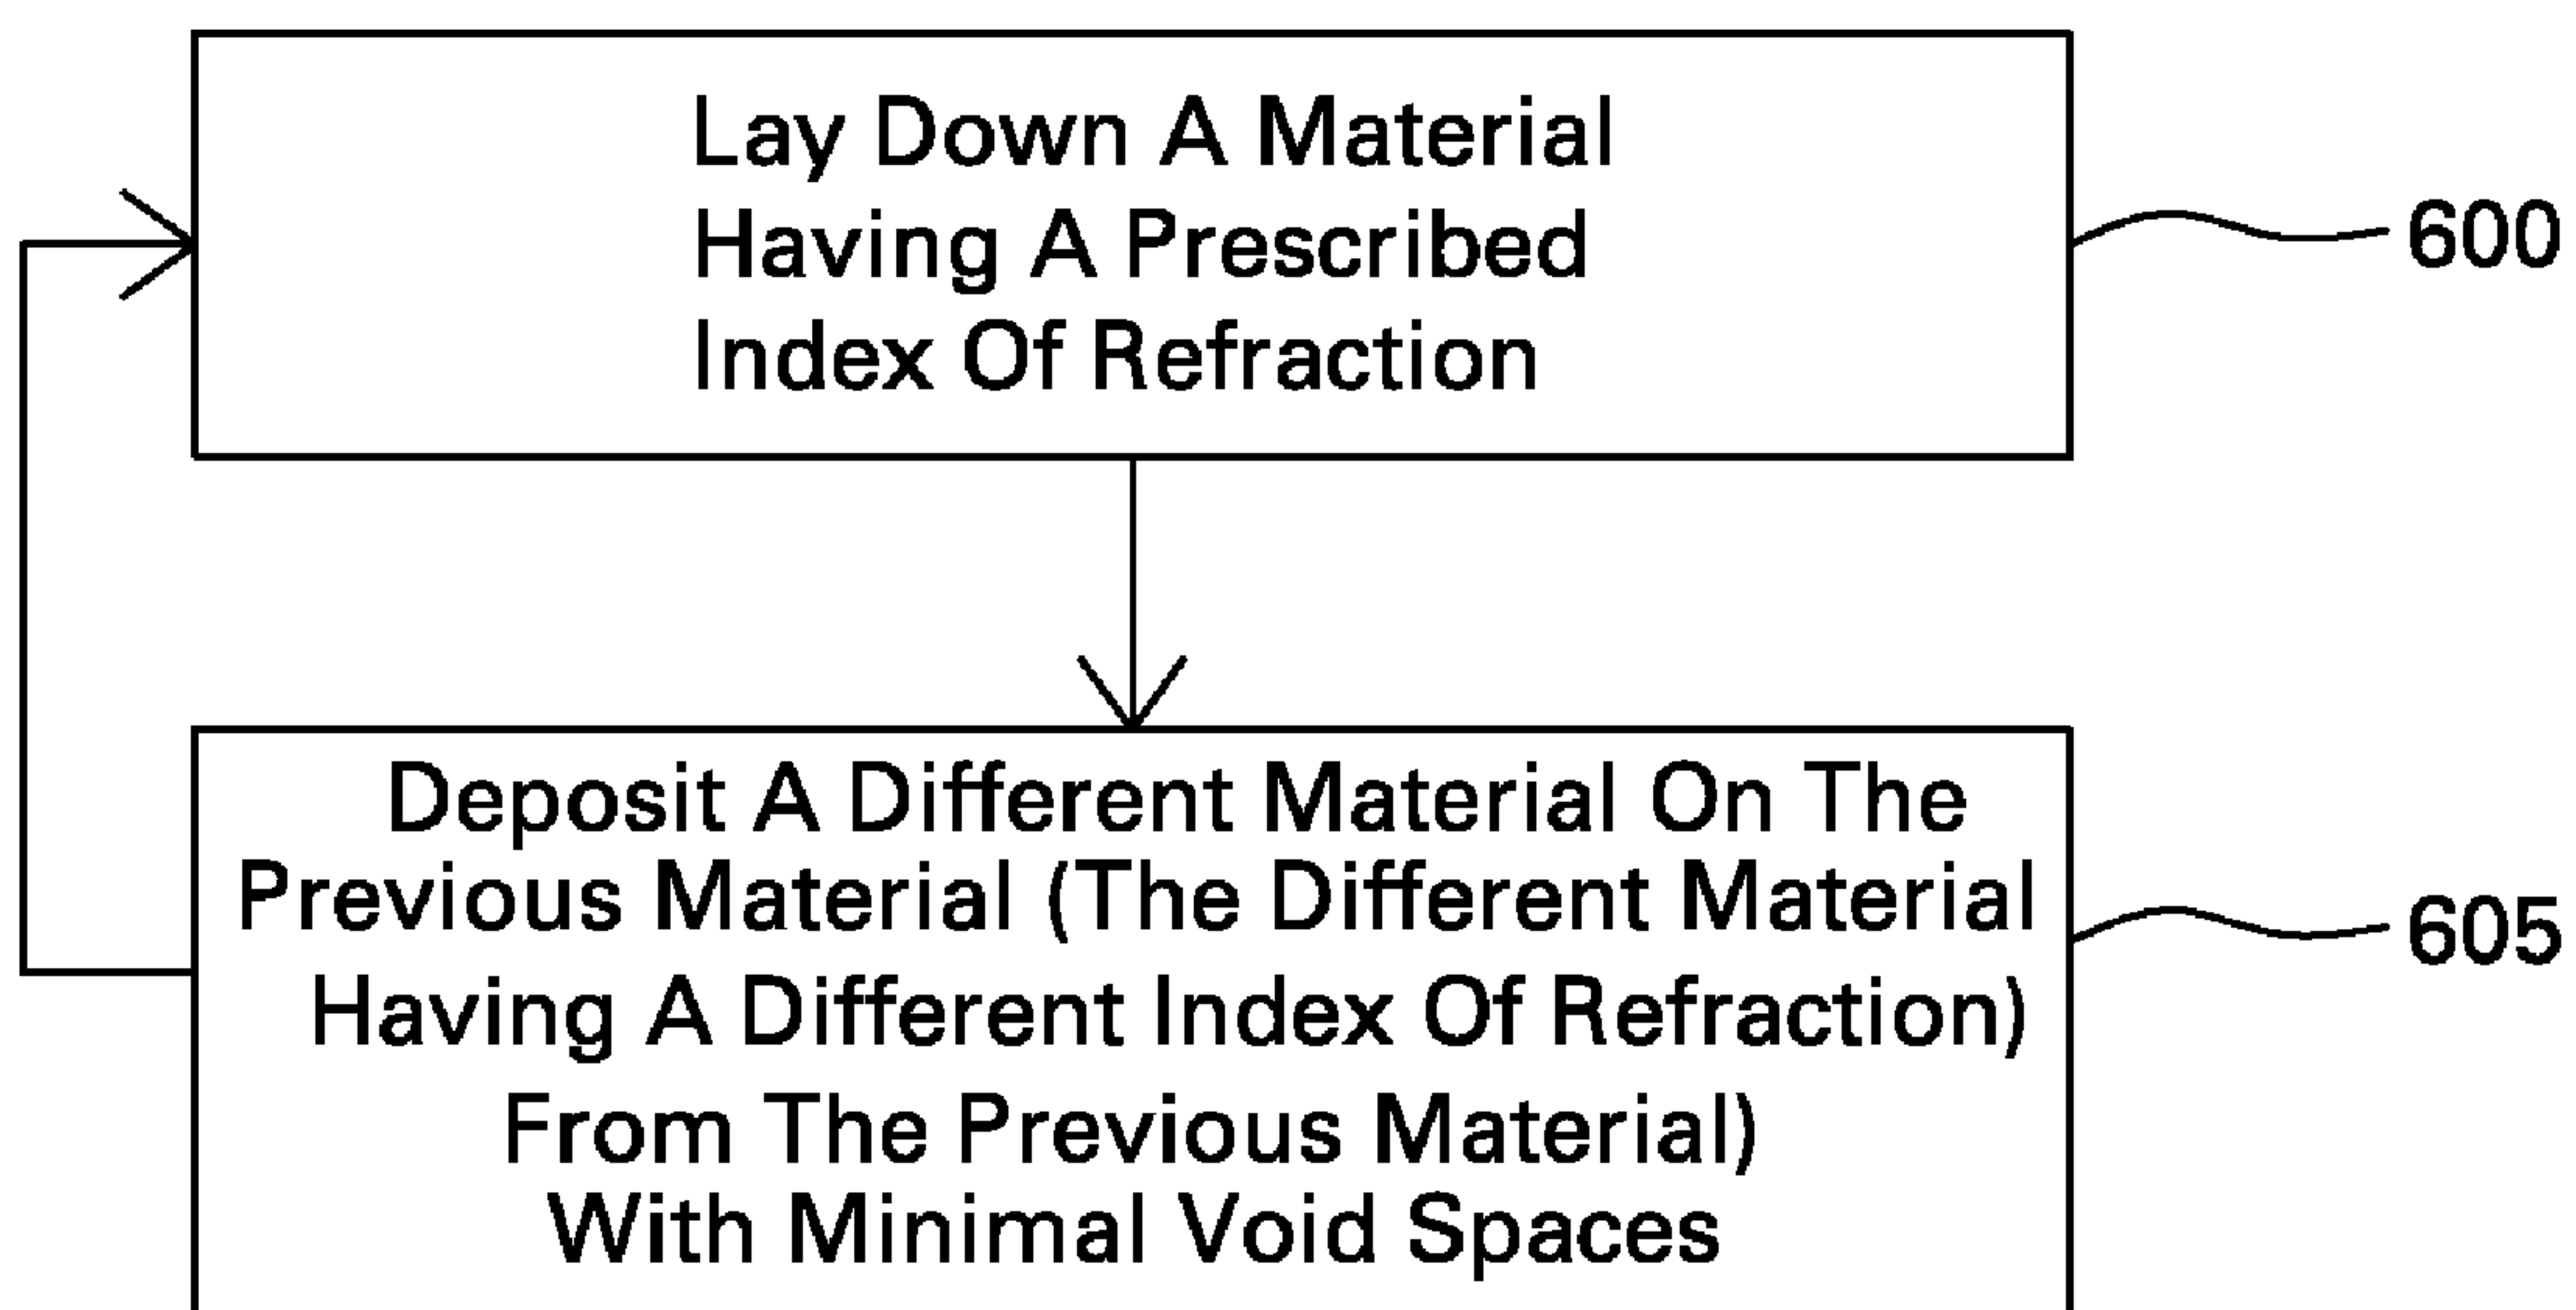 Lay Down A Material
Having A Prescribed
Index Of Refraction
600
Deposit A Different Material On The
Previous Material (The Different Material
Having A Different Index Of Refraction)
From The Previous Material)
With Minimal Void Spaces
605